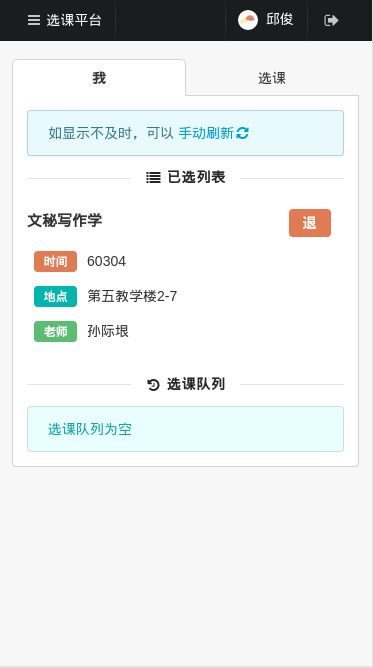 选课平台
邱俊
我
选课
如显示不及时，可以 手动刷新
已选列表
文秘写作学
退
时间 60304
地点 第五教学楼2-7
老师 孙际垠
选课队列
选课队列为空